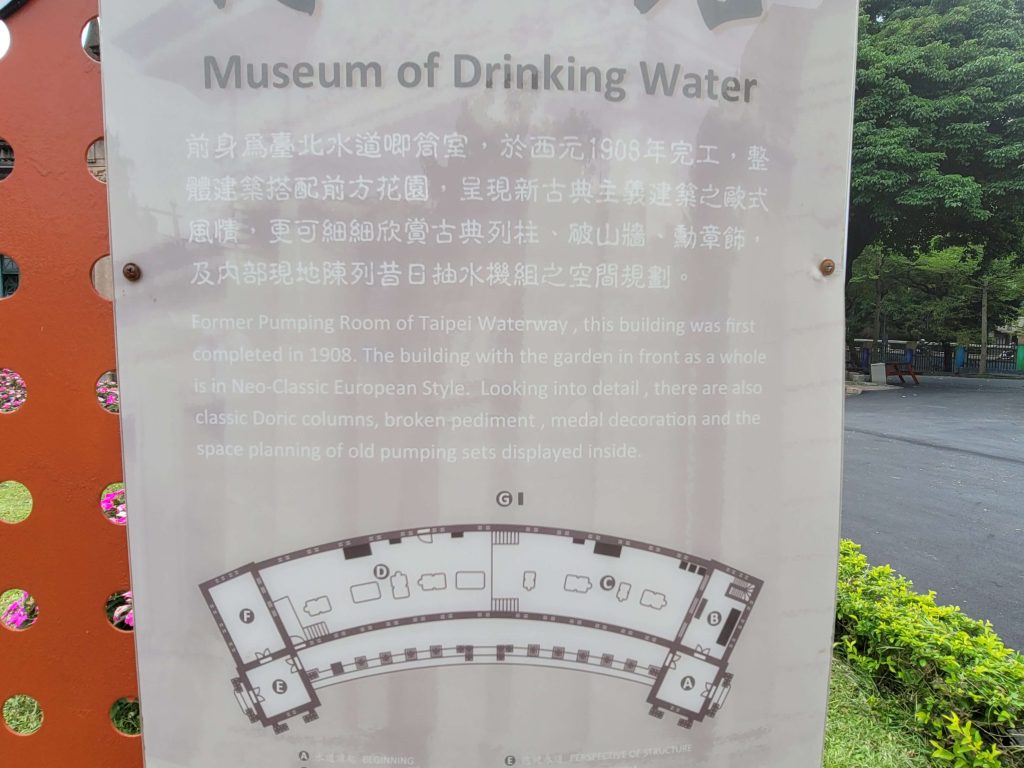 Museum of Drinking Water
前身為臺北水道唧筒室，於西元1908年完工，整
體建築搭配前方花園，呈現新古典主義建築之歐式
風情，更可細細欣賞古典列柱、破山牆、勳章飾，
及內部現地陳列昔日抽水機組之空間規劃。
Former Pumping Room of Taipei Waterway , this building was first
completed in 1908. The building with the garden in front as a whole
is in Neo-Classic European Style. Looking into detail , there are also
classic Doric columns, broken pediment , medal decoration and the
space planning of old pumping sets displayed inside.
G
D
C
F
B
E
A
A 水道 BEGINNING
E PERSPECTIVE OF STRUCTURE